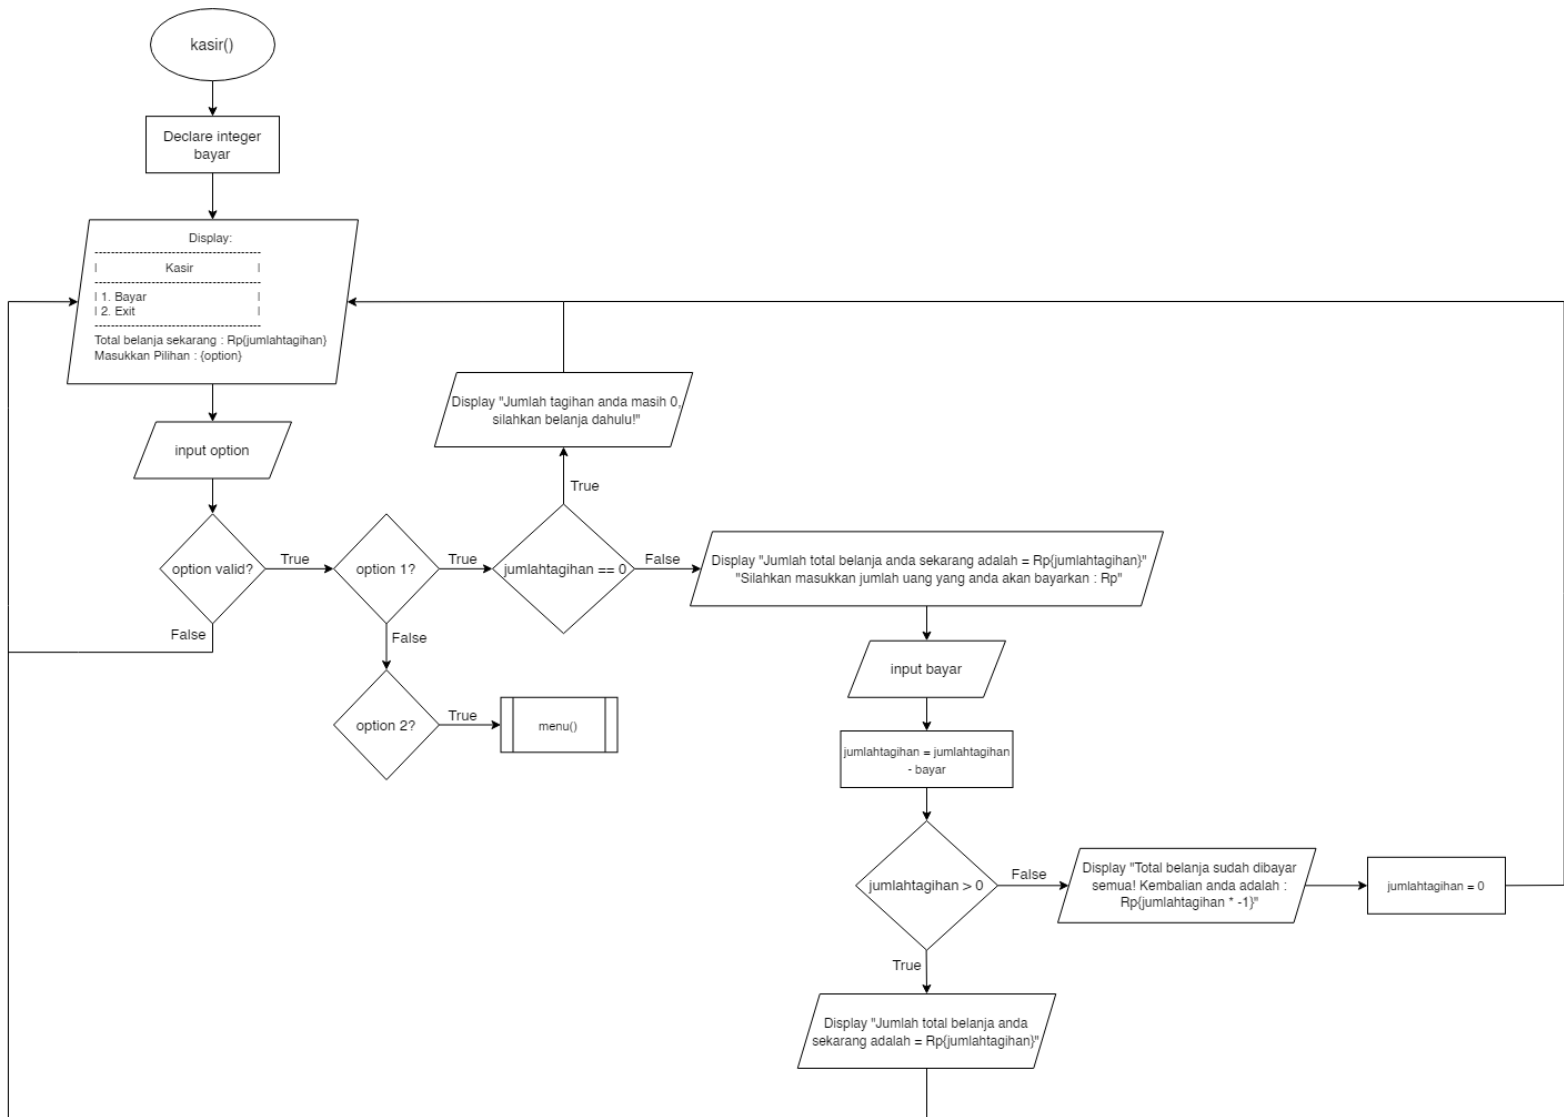 kasir()
Declare integer
bayar
Display:
-----------------------------------------
| Kasir |
-----------------------------------------
| 1. Bayar |
| 2. Exit |
-----------------------------------------
Total belanja sekarang : Rp{jumlahtagihan}
Masukkan Pilihan : {option}
input option
option valid?
True
False
option 1?
True
False
option 2?
True
menu()
jumlahtagihan == 0
True
Display "Jumlah tagihan anda masih 0,
silahkan belanja dahulu!"
False
Display "Jumlah total belanja anda sekarang adalah = Rp{jumlahtagihan}"
"Silahkan masukkan jumlah uang yang anda akan bayarkan : Rp"
input bayar
jumlahtagihan = jumlahtagihan
- bayar
jumlahtagihan > 0
False
Display "Total belanja sudah dibayar
semua! Kembalian anda adalah :
Rp{jumlahtagihan * -1}"
jumlahtagihan = 0
True
Display "Jumlah total belanja anda
sekarang adalah = Rp{jumlahtagihan}"